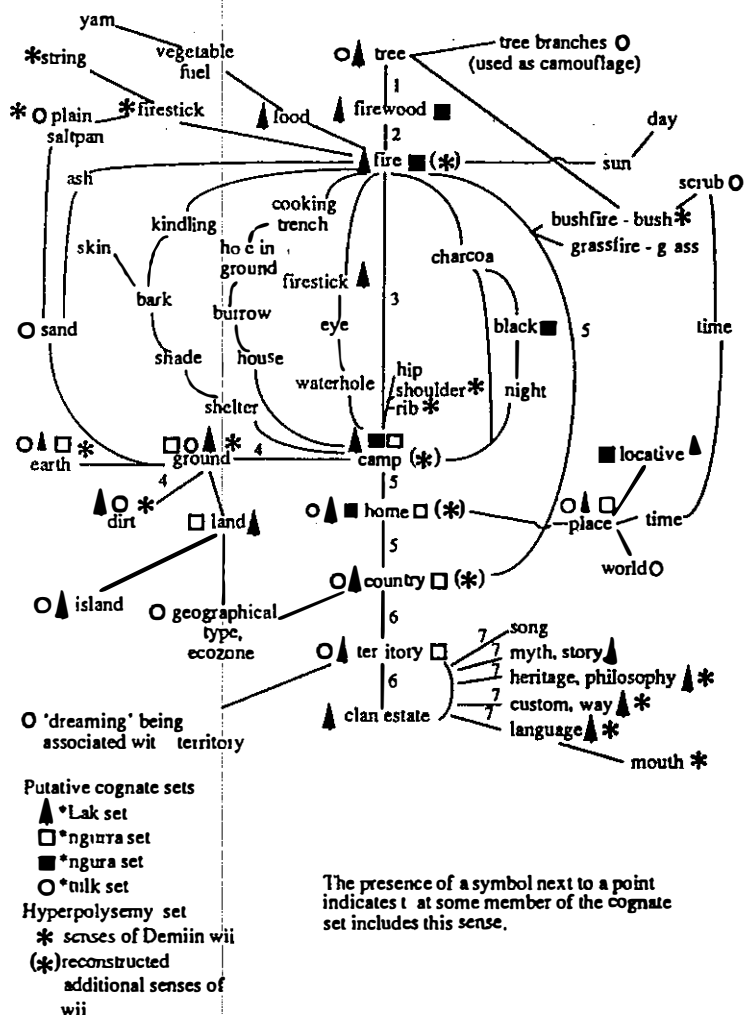 yam
*string
vegetable
fuel
O ▲ tree
tree branches O
(used as camouflage)
1
* O plain
saltpan
*firestick
▲ food
▲ firewood ■
2
day
▲ fire ■ (*)
sun
ash
scrub O
kindling
cooking
trench
bushfire - bush *
grassfire - g ass
skin
ho e in
ground
charcoa
firestick ▲
bark
burrow
3
O sand
eye
black ■
5
time
shade
house
waterhole
hip
shoulder *
rib *
night
shelter
O ▲ □ *
earth
4
□ O ▲ *
ground
4
▲ ■ □
camp (*)
■ locative ▲
5
▲ O *
dirt
□ land ▲
O ▲ ■ home □ (*)
O ▲ □
place
time
5
world O
O ▲ island
O geographical
type,
ecozone
O ▲ country □ (*)
6
O ▲ ter itory □
6
7 song
7 myth, story ▲
heritage, philosophy ▲ *
7 custom, way ▲ *
7 language ▲ *
▲ clan estate
mouth *
O 'dreaming' being
associated wit territory
Putative cognate sets
▲ *Lak set
□ *ngurra set
■ *ngura set
O *tulk set
Hyperpolysemy set
* senses of Demiin wii
(*) reconstructed
additional senses of
wii
The presence of a symbol next to a point
indicates t at some member of the cognate
set includes this sense.